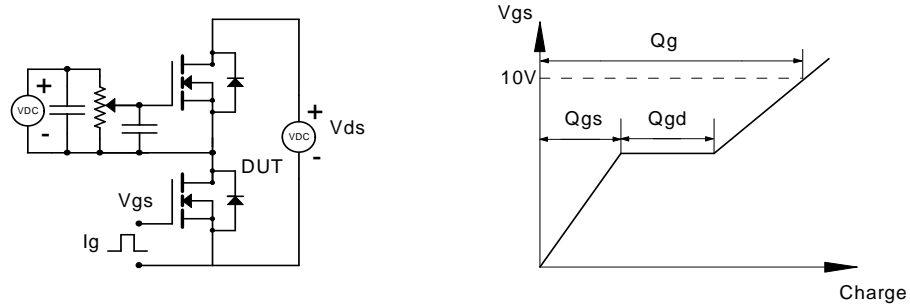 +
VDC
-
Vgs
Ig
DUT
+
VDC
-
Vds
Vgs
10V
Qg
Qgs
Qgd
Charge